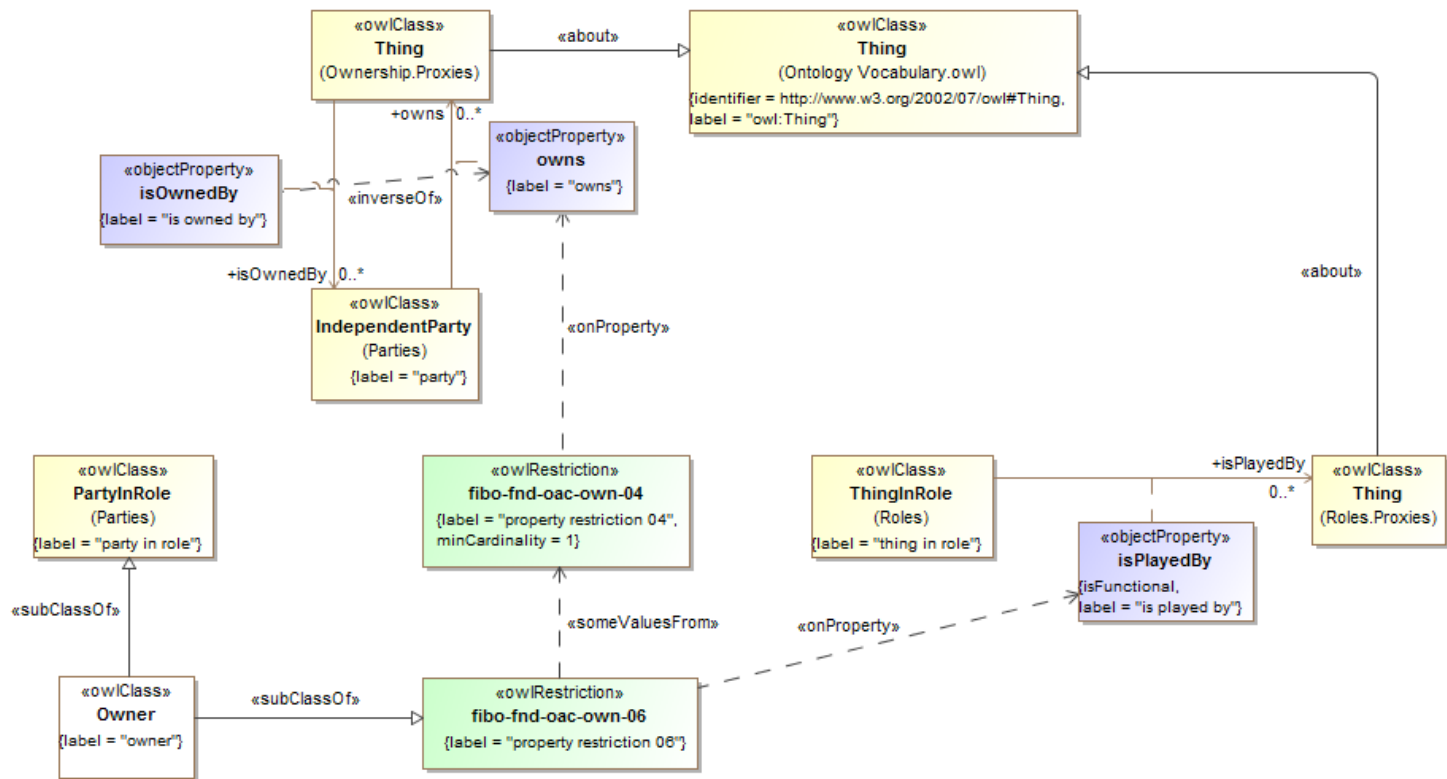 «owlClass»
Thing
(Ownership.Proxies)
«about»
«owlClass»
Thing
(Ontology Vocabulary.owl)
{identifier = http://www.w3.org/2002/07/owl#Thing,
label = "owl:Thing"}
+owns 0..*
«objectProperty»
owns
{label = "owns"}
«objectProperty»
isOwnedBy
{label = "is owned by"}
«inverseOf»
+isOwnedBy 0..*
«owlClass»
IndependentParty
(Parties)
{label = "party"}
«onProperty»
«about»
«owlClass»
PartyInRole
(Parties)
{label = "party in role"}
«owlRestriction»
fibo-fnd-oac-own-04
{label = "property restriction 04",
minCardinality = 1}
«owlClass»
ThingInRole
(Roles)
{label = "thing in role"}
+isPlayedBy
0..*
«owlClass»
Thing
(Roles.Proxies)
«objectProperty»
isPlayedBy
{isFunctional,
label = "is played by"}
«subClassOf»
«someValuesFrom»
«onProperty»
«owlClass»
Owner
{label = "owner"}
«subClassOf»
«owlRestriction»
fibo-fnd-oac-own-06
{label = "property restriction 06"}